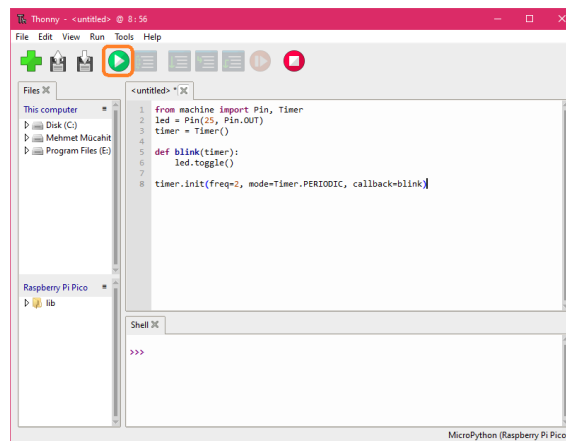 Thonny - <untitled> @ 8 : 56
File Edit View Run Tools Help
Files
This computer
Disk (C:)
Mehmet Mücahit
Program Files (E:)
Raspberry Pi Pico
lib
<untitled> *
1 from machine import Pin, Timer
2 led = Pin(25, Pin.OUT)
3 timer = Timer()
4
5 def blink(timer):
6     led.toggle()
7
8 timer.init(freq=2, mode=Timer.PERIODIC, callback=blink)
Shell
>>>
MicroPython (Raspberry Pi Pico